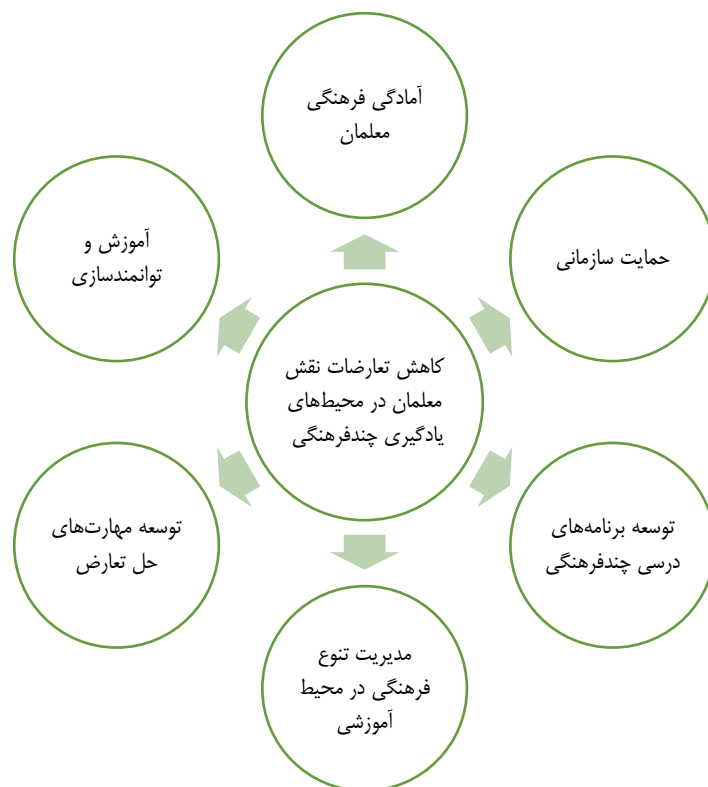 آمادگی فرهنگی
معلمان
حمایت سازمانی
آموزش و
توانمندسازی
کاهش تعارضات نقش
معلمان در محیط‌های
یادگیری چندفرهنگی
توسعه برنامه‌های
درسی چندفرهنگی
توسعه مهارت‌های
حل تعارض
مدیریت تنوع
فرهنگی در محیط
آموزشی